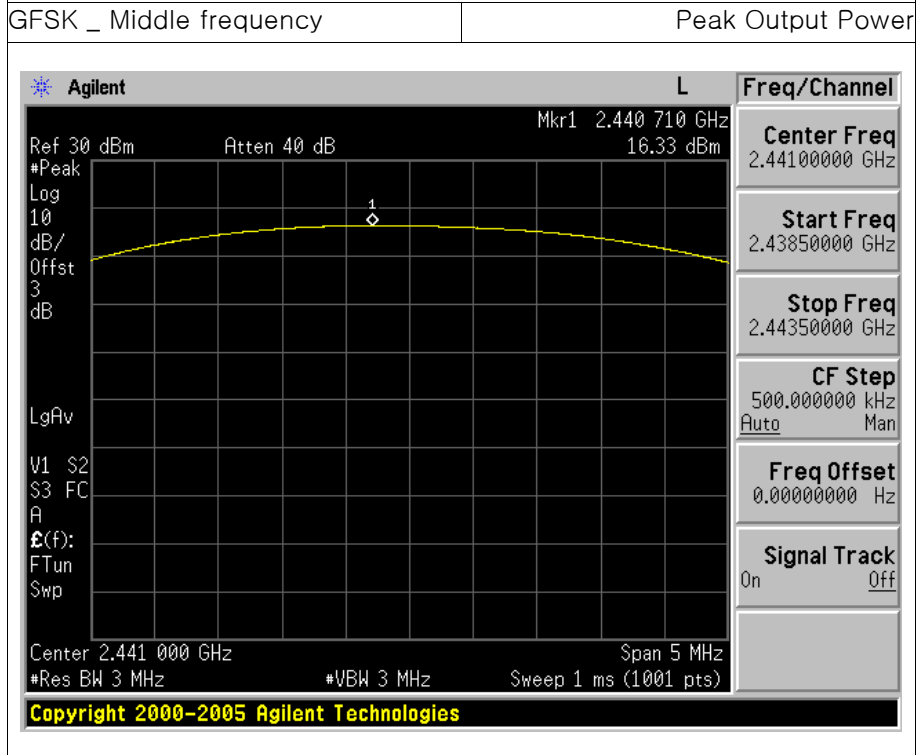 GFSK _ Middle frequency
Peak Output Power
Agilent
L
Freq/Channel
Mkr1 2.440 710 GHz
Ref 30 dBm
Atten 40 dB
16.33 dBm
#Peak
Log
10
dB/
Offst
3
dB
1
LgAv
V1 S2
S3 FC
A
£(f):
FTun
Swp
Center 2.441 000 GHz
Span 5 MHz
#Res BW 3 MHz
#VBW 3 MHz
Sweep 1 ms (1001 pts)
Center Freq
2.44100000 GHz
Start Freq
2.43850000 GHz
Stop Freq
2.44350000 GHz
CF Step
500.000000 kHz
Auto Man
Freq Offset
0.00000000 Hz
Signal Track
On Off
Copyright 2000-2005 Agilent Technologies